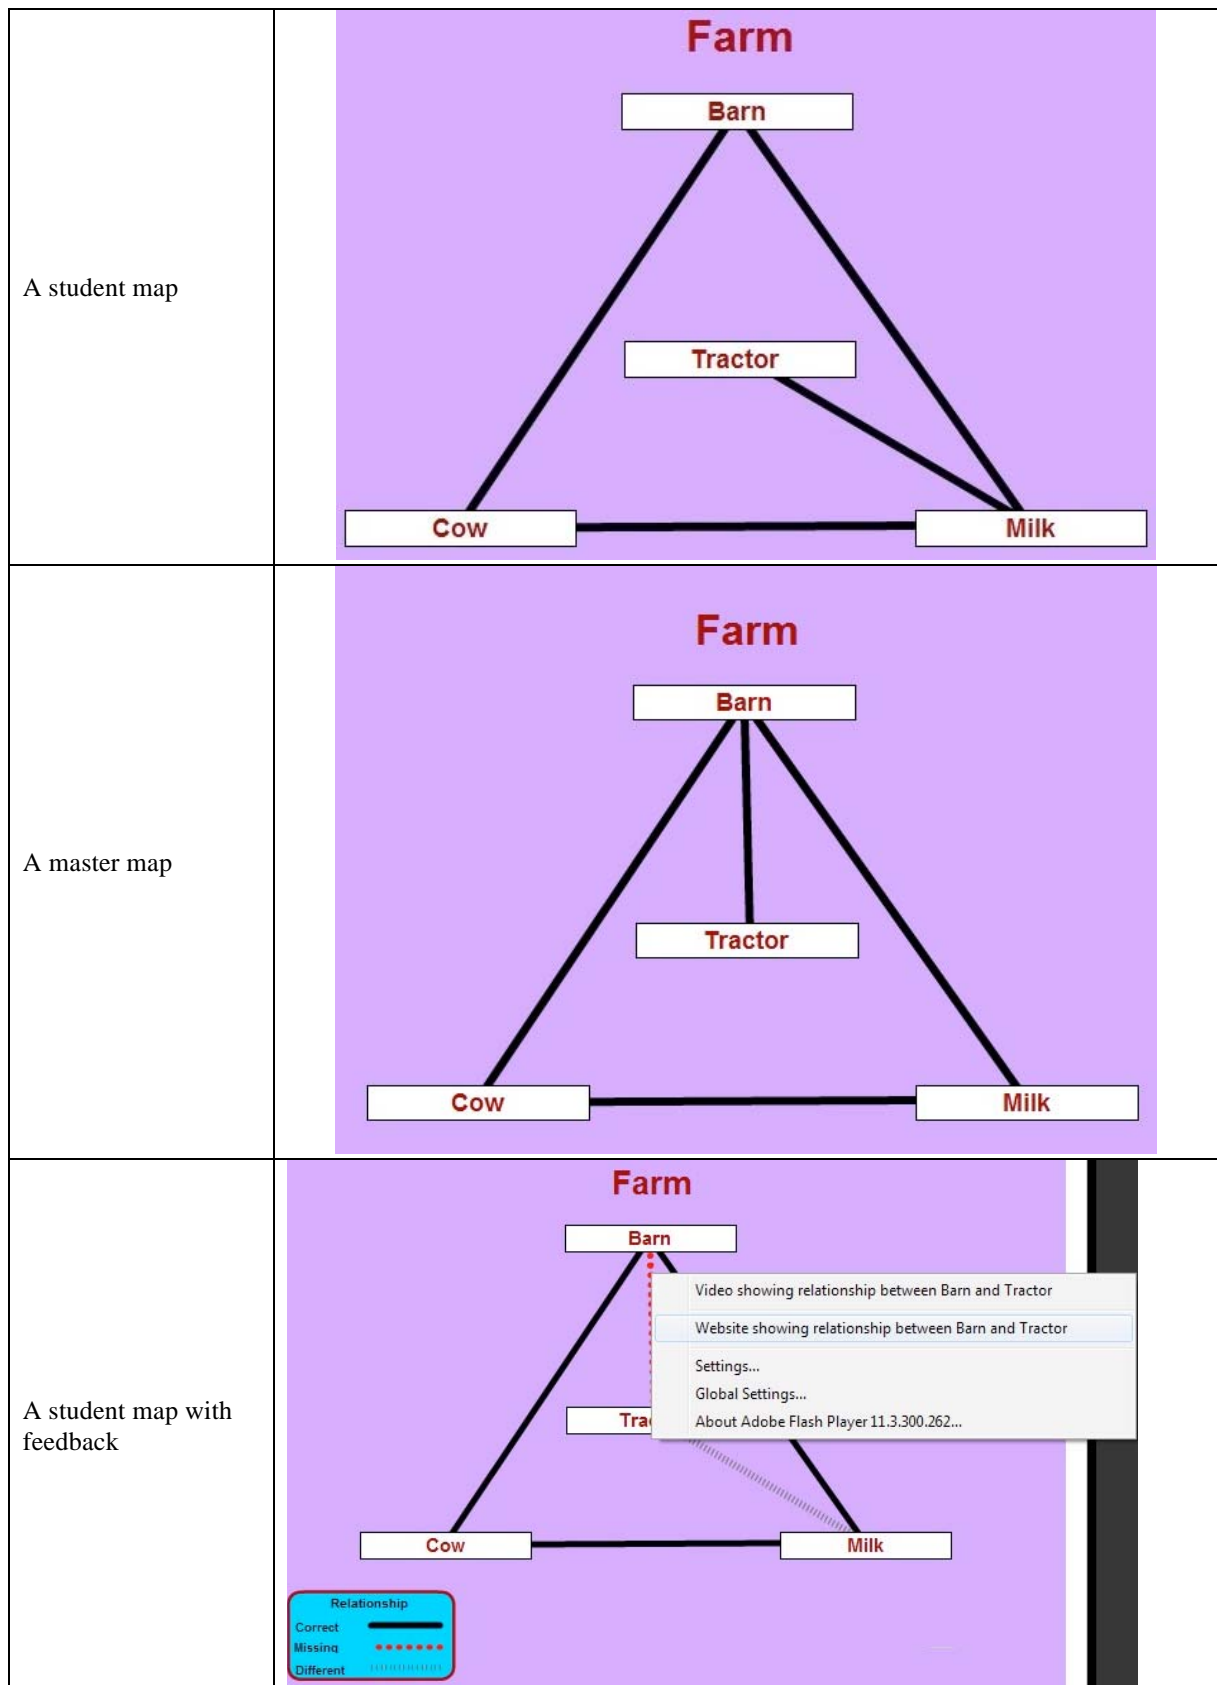 A student map
Farm
Barn
Tractor
Cow
Milk
A master map
Farm
Barn
Tractor
Cow
Milk
A student map with
feedback
Farm
Barn
Video showing relationship between Barn and Tractor
Website showing relationship between Barn and Tractor
Settings...
Global Settings...
Tra
About Adobe Flash Player 11.3.300.262...
Cow
Milk
Relationship
Correct
Missing
Different